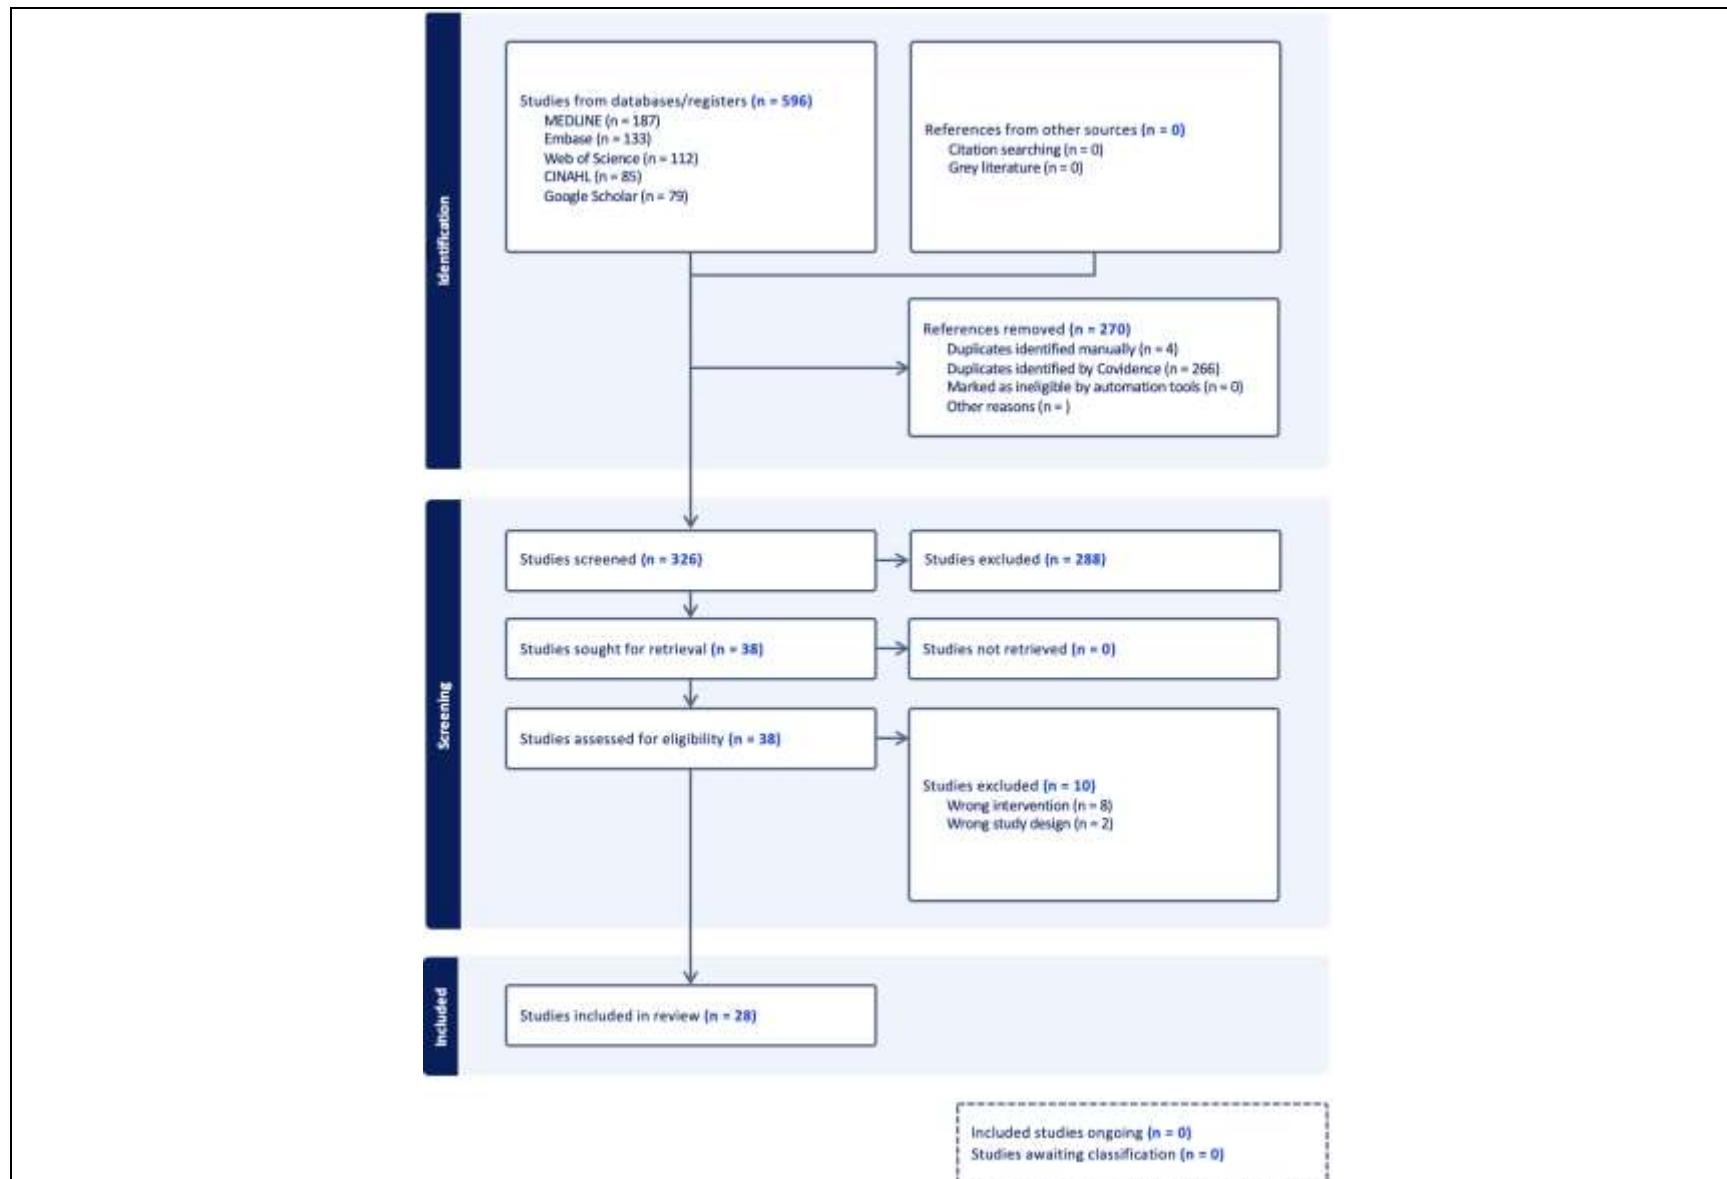 Identification
Studies from databases/registers (n = 596)
MEDLINE (n = 187)
Embase (n = 133)
Web of Science (n = 112)
CINAHL (n = 85)
Google Scholar (n = 79)
References from other sources (n = 0)
Citation searching (n = 0)
Grey literature (n = 0)
References removed (n = 270)
Duplicates identified manually (n = 4)
Duplicates identified by Covidence (n = 266)
Marked as ineligible by automation tools (n = 0)
Other reasons (n = )
Screening
Studies screened (n = 326)
Studies excluded (n = 288)
Studies sought for retrieval (n = 38)
Studies not retrieved (n = 0)
Studies assessed for eligibility (n = 38)
Studies excluded (n = 10)
Wrong intervention (n = 8)
Wrong study design (n = 2)
Included
Studies included in review (n = 28)
Included studies ongoing (n = 0)
Studies awaiting classification (n = 0)